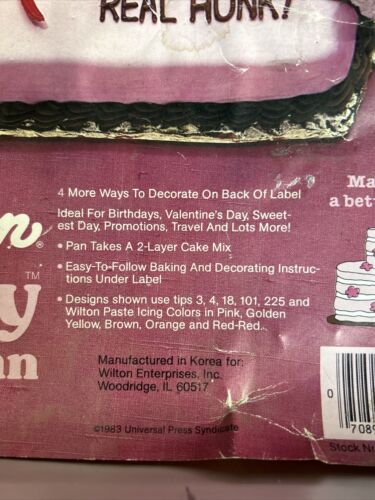 REAL HUNK!
4 More Ways To Decorate On Back Of Label
Ideal For Birthdays, Valentine's Day, Sweet-
est Day, Promotions, Travel And Lots More!
• Pan Takes A 2-Layer Cake Mix
• Easy-To-Follow Baking And Decorating Instruc-
tions Under Label
• Designs shown use tips 3, 4, 18, 101, 225 and
Wilton Paste Icing Colors in Pink, Golden
Yellow, Brown, Orange and Red-Red.
Manufactured in Korea for:
Wilton Enterprises, Inc.
Woodridge, IL 60517
©1983 Universal Press Syndicate
n®
y™
an
Ma
a bett
0
708
Stock N